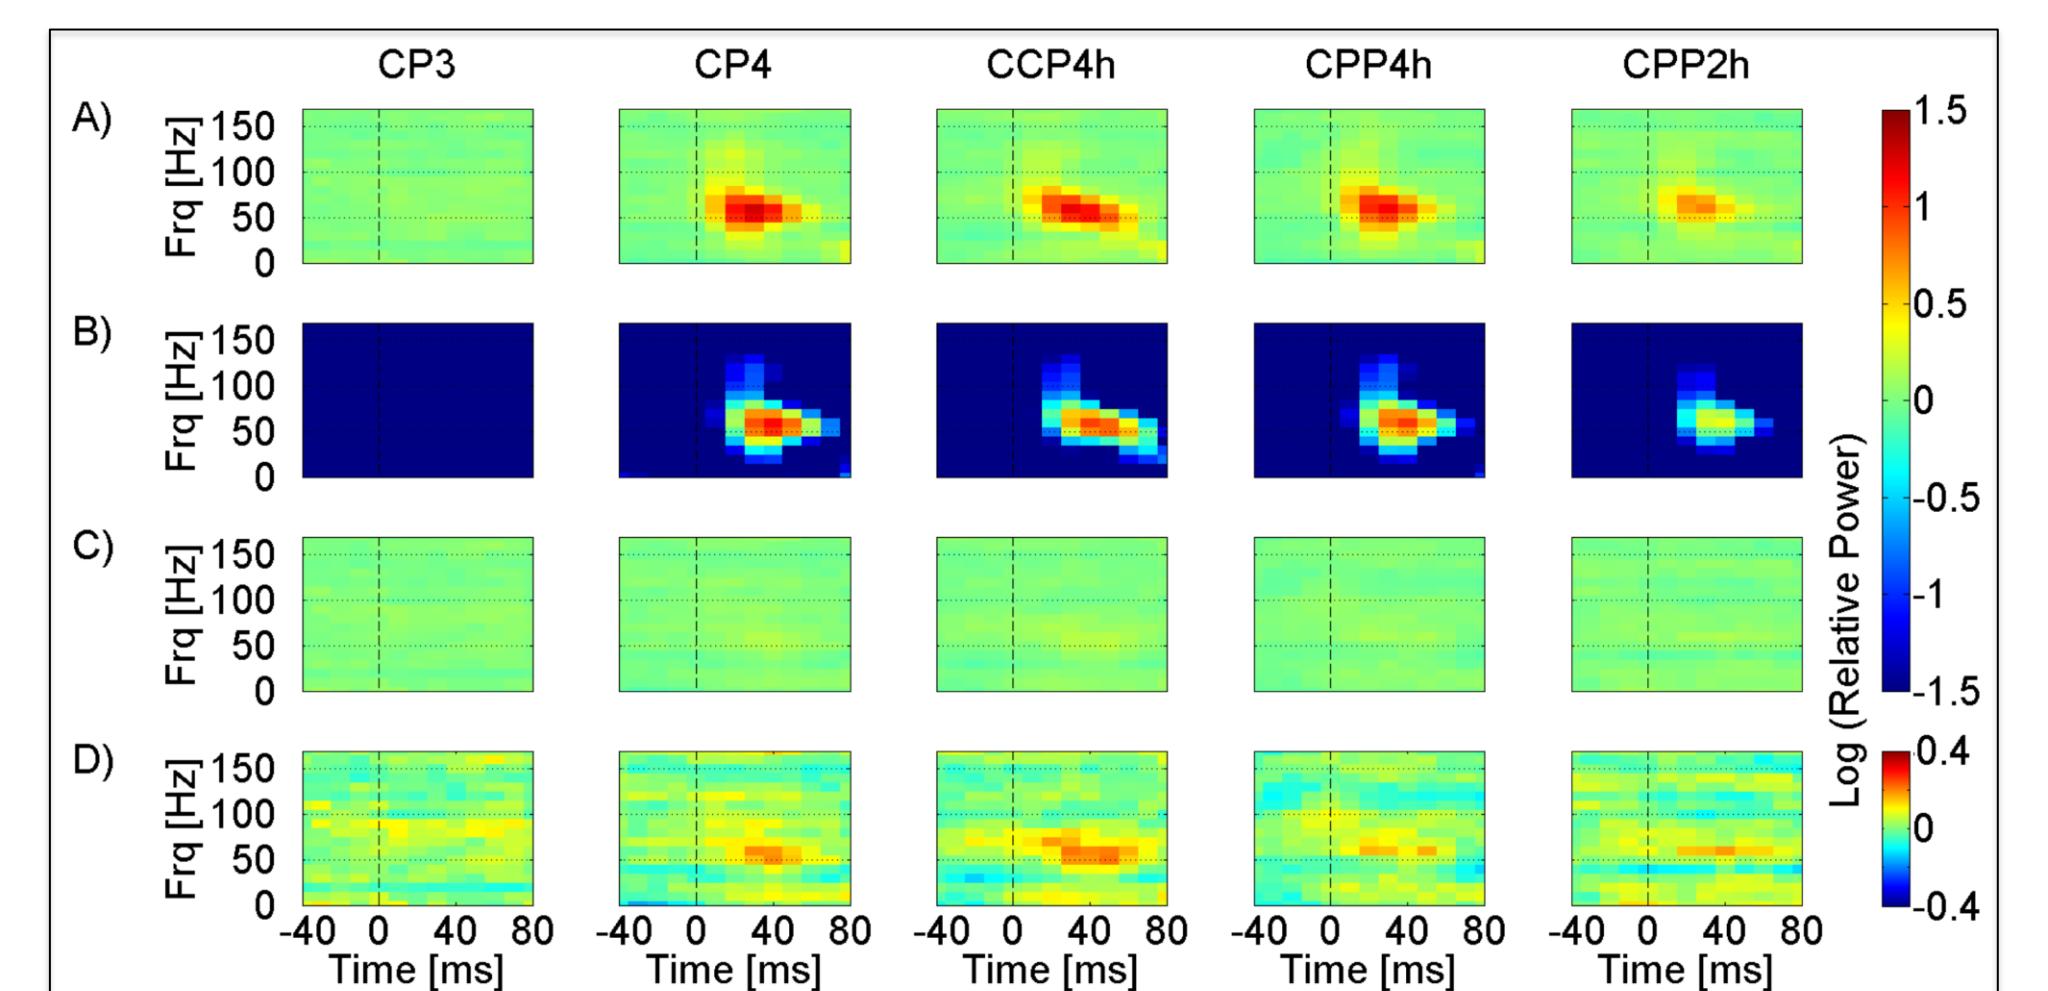 CP3 CP4 CCP4h CPP4h CPP2h
A)
Frq [Hz]
150
100
50
0
B)
Frq [Hz]
150
100
50
0
C)
Frq [Hz]
150
100
50
0
D)
Frq [Hz]
150
100
50
0
-40 0 40 80 -40 0 40 80 -40 0 40 80 -40 0 40 80 -40 0 40 80
Time [ms] Time [ms] Time [ms] Time [ms] Time [ms]
Log (Relative Power)
1.5
1
0.5
0
-0.5
-1
-1.5
0.4
0
-0.4